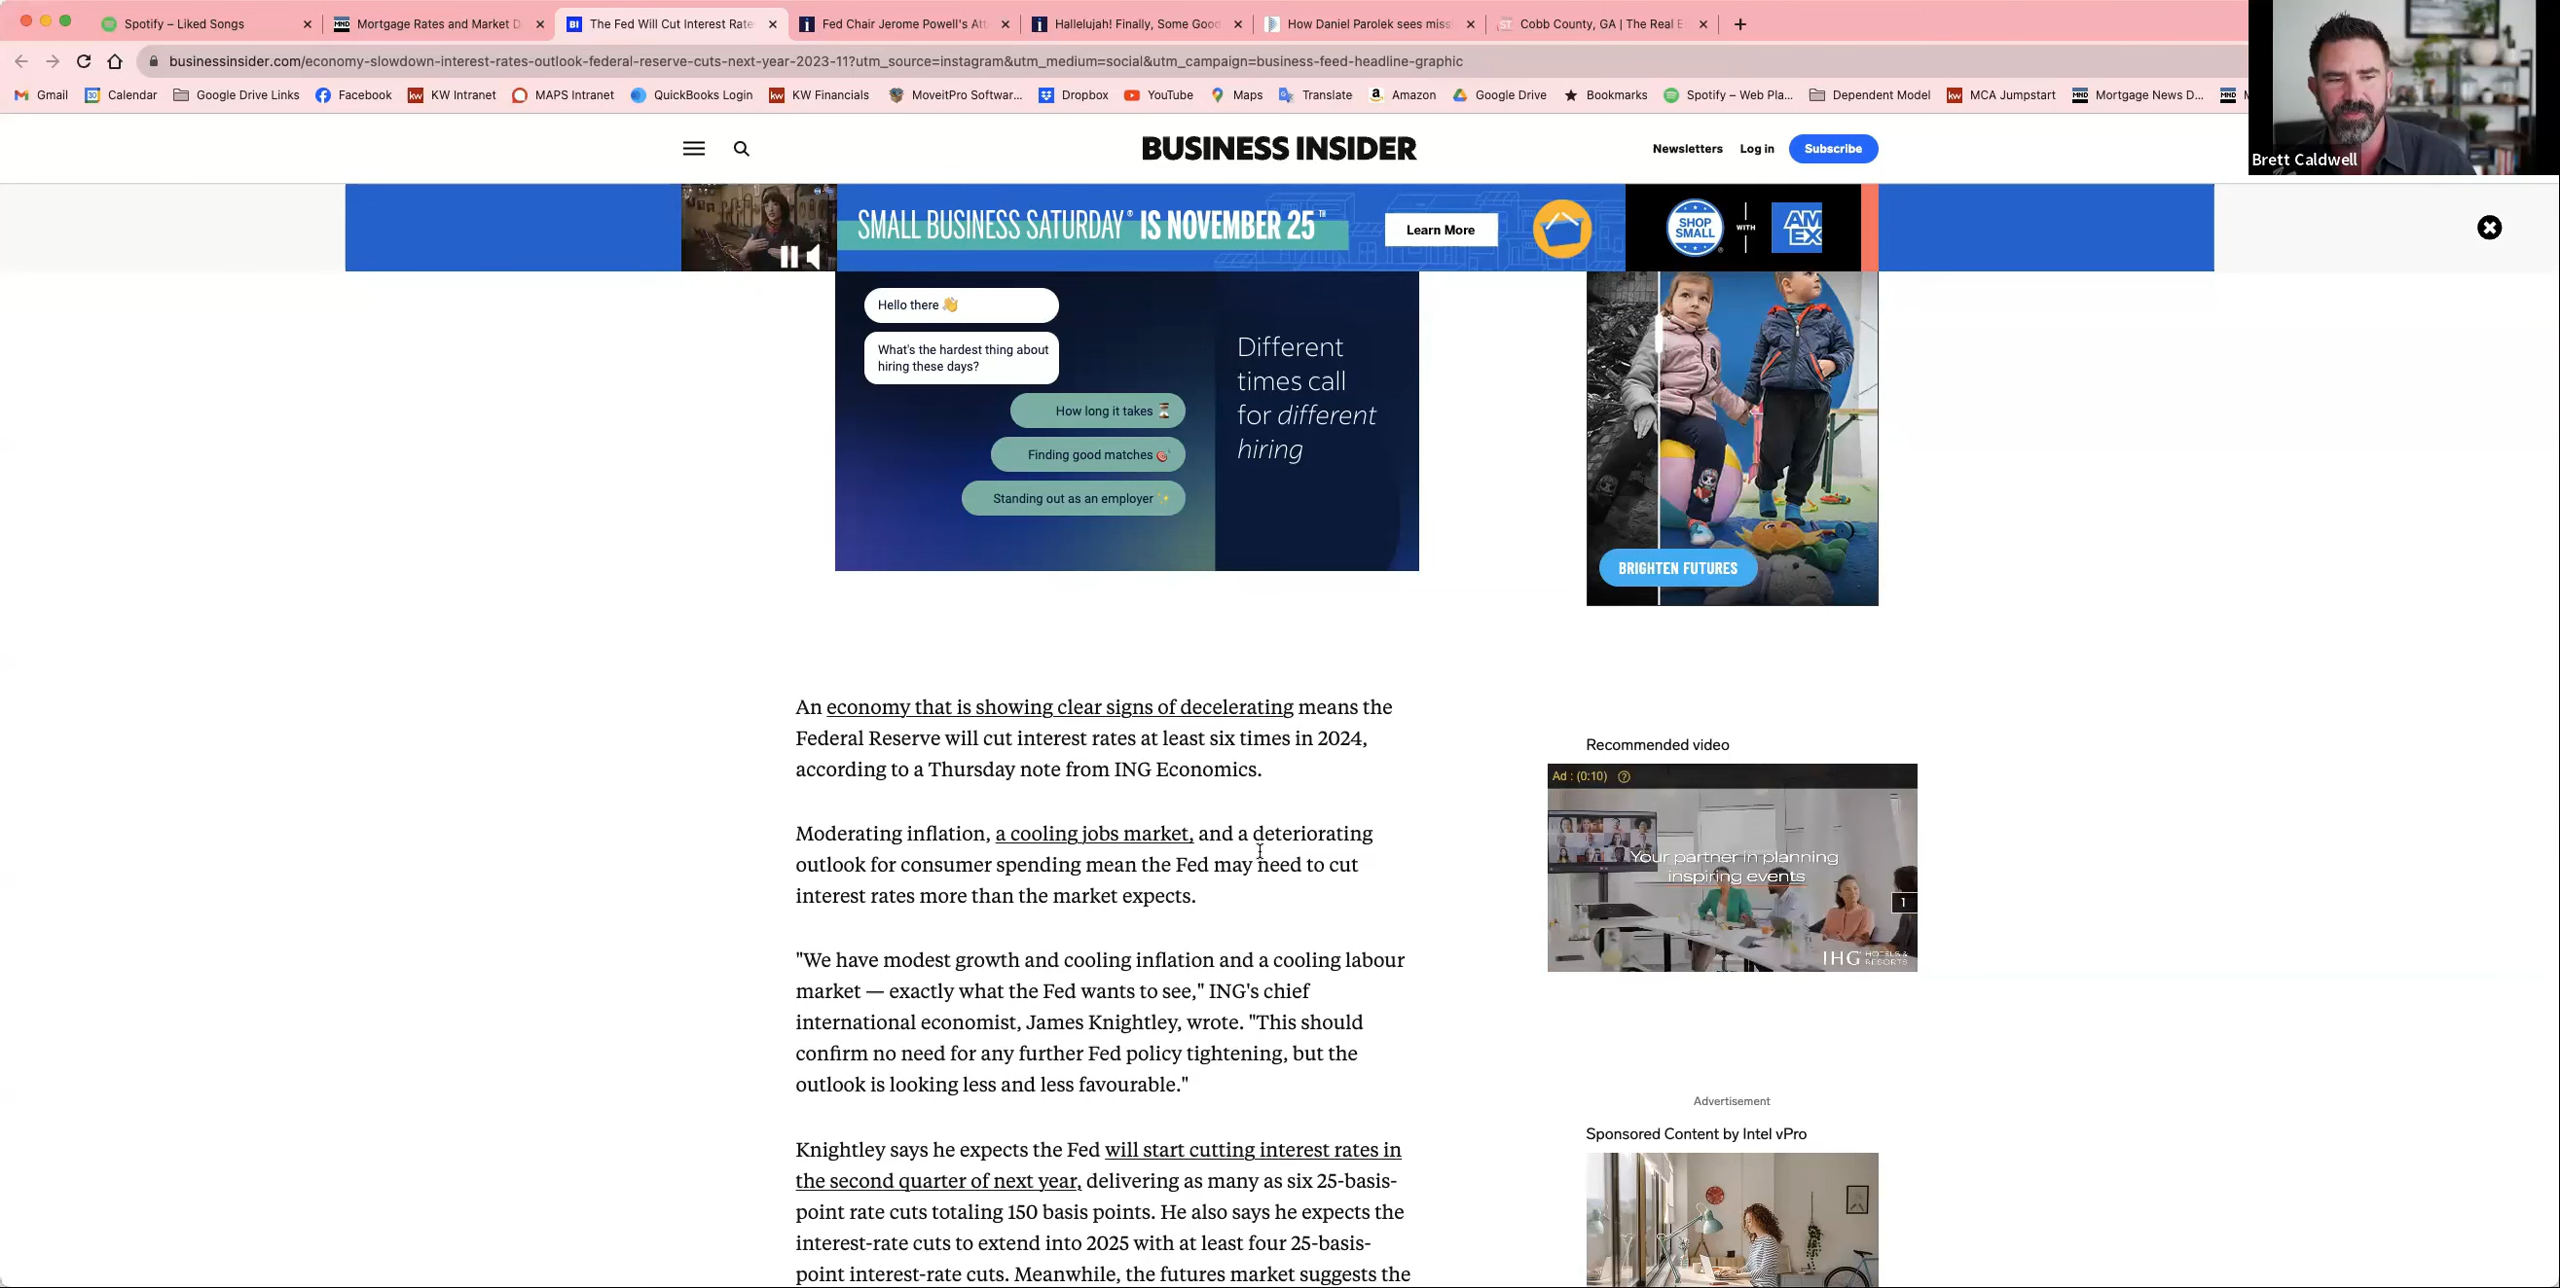 Spotify – Liked Songs
Mortgage Rates and Market D
The Fed Will Cut Interest Rate
Fed Chair Jerome Powell's Att
Hallelujah! Finally, Some Good
How Daniel Parolek sees miss
Cobb County, GA | The Real E
businessinsider.com/economy-slowdown-interest-rates-outlook-federal-reserve-cuts-next-year-2023-11?utm_source=instagram&utm_medium=social&utm_campaign=business-feed-headline-graphic
Gmail Calendar Google Drive Links Facebook KW Intranet MAPS Intranet QuickBooks Login KW Financials MoveitPro Softwar... Dropbox YouTube Maps Translate Amazon Google Drive Bookmarks Spotify – Web Pla... Dependent Model MCA Jumpstart Mortgage News D...
Brett Caldwell
BUSINESS INSIDER
Newsletters Log in Subscribe
SMALL BUSINESS SATURDAY® IS NOVEMBER 25™
Learn More
SHOP SMALL
WITH
AM EX
Hello there 👋
What's the hardest thing about
hiring these days?
How long it takes ⏳
Finding good matches 🎯
Standing out as an employer ✨
Different
times call
for different
hiring
BRIGHTEN FUTURES
An economy that is showing clear signs of decelerating means the
Federal Reserve will cut interest rates at least six times in 2024,
according to a Thursday note from ING Economics.
Moderating inflation, a cooling jobs market, and a deteriorating
outlook for consumer spending mean the Fed may need to cut
interest rates more than the market expects.
"We have modest growth and cooling inflation and a cooling labour
market — exactly what the Fed wants to see," ING's chief
international economist, James Knightley, wrote. "This should
confirm no need for any further Fed policy tightening, but the
outlook is looking less and less favourable."
Knightley says he expects the Fed will start cutting interest rates in
the second quarter of next year, delivering as many as six 25-basis-
point rate cuts totaling 150 basis points. He also says he expects the
interest-rate cuts to extend into 2025 with at least four 25-basis-
point interest-rate cuts. Meanwhile, the futures market suggests the
Recommended video
Ad : (0:10)
Your partner in planning
inspiring events
1
IHG HOTELS & RESORTS
Advertisement
Sponsored Content by Intel vPro